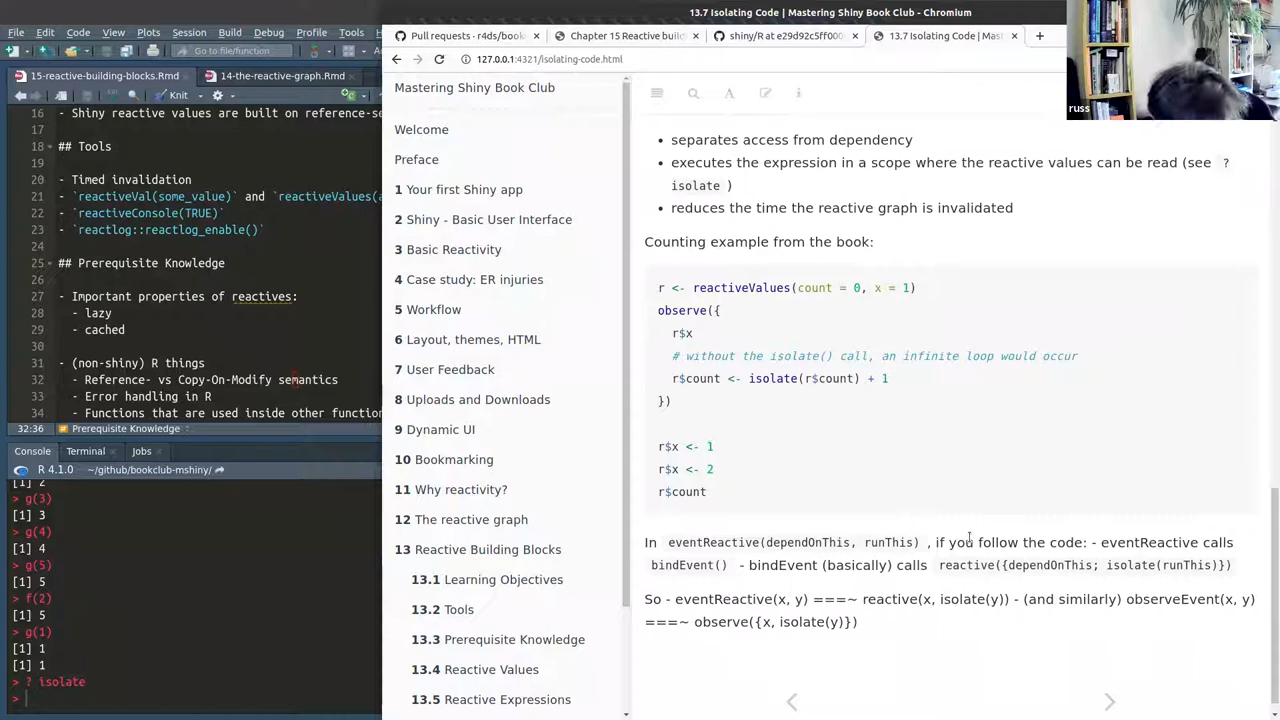 13.7 Isolating Code | Mastering Shiny Book Club - Chromium
File Edit Code View Plots Session Build Debug Profile Tools
Go to file/function
15-reactive-building-blocks.Rmd
14-the-reactive-graph.Rmd
Knit
16 - Shiny reactive values are built on reference-se
17
18 ## Tools
19
20 - Timed invalidation
21 - `reactiveVal(some_value)` and `reactiveValues(a
22 - `reactiveConsole(TRUE)`
23 - `reactlog::reactlog_enable()`
24
25 ## Prerequisite Knowledge
26
27 - Important properties of reactives:
28 - lazy
29 - cached
30
31 - (non-shiny) R things
32 - Reference- vs Copy-On-Modify semantics
33 - Error handling in R
34 - Functions that are used inside other function
32:36 Prerequisite Knowledge
Console Terminal Jobs
R 4.1.0 · ~/github/bookclub-mshiny/
[1] 2
> g(3)
[1] 3
> g(4)
[1] 4
> g(5)
[1] 5
> f(2)
[1] 5
> g(1)
[1] 1
[1] 1
> ? isolate
>
Pull requests · r4ds/book
Chapter 15 Reactive build
shiny/R at e29d92c5ff000
13.7 Isolating Code | Mast
127.0.0.1:4321/isolating-code.html
Mastering Shiny Book Club
Welcome
Preface
1 Your first Shiny app
2 Shiny - Basic User Interface
3 Basic Reactivity
4 Case study: ER injuries
5 Workflow
6 Layout, themes, HTML
7 User Feedback
8 Uploads and Downloads
9 Dynamic UI
10 Bookmarking
11 Why reactivity?
12 The reactive graph
13 Reactive Building Blocks
13.1 Learning Objectives
13.2 Tools
13.3 Prerequisite Knowledge
13.4 Reactive Values
13.5 Reactive Expressions
• separates access from dependency
• executes the expression in a scope where the reactive values can be read (see ?
isolate )
• reduces the time the reactive graph is invalidated
Counting example from the book:
r <- reactiveValues(count = 0, x = 1)
observe({
r$x
# without the isolate() call, an infinite loop would occur
r$count <- isolate(r$count) + 1
})
r$x <- 1
r$x <- 2
r$count
In eventReactive(dependOnThis, runThis) , if you follow the code: - eventReactive calls
bindEvent() - bindEvent (basically) calls reactive({dependOnThis; isolate(runThis)})
So - eventReactive(x, y) ===~ reactive(x, isolate(y)) - (and similarly) observeEvent(x, y)
===~ observe({x, isolate(y)})
russ